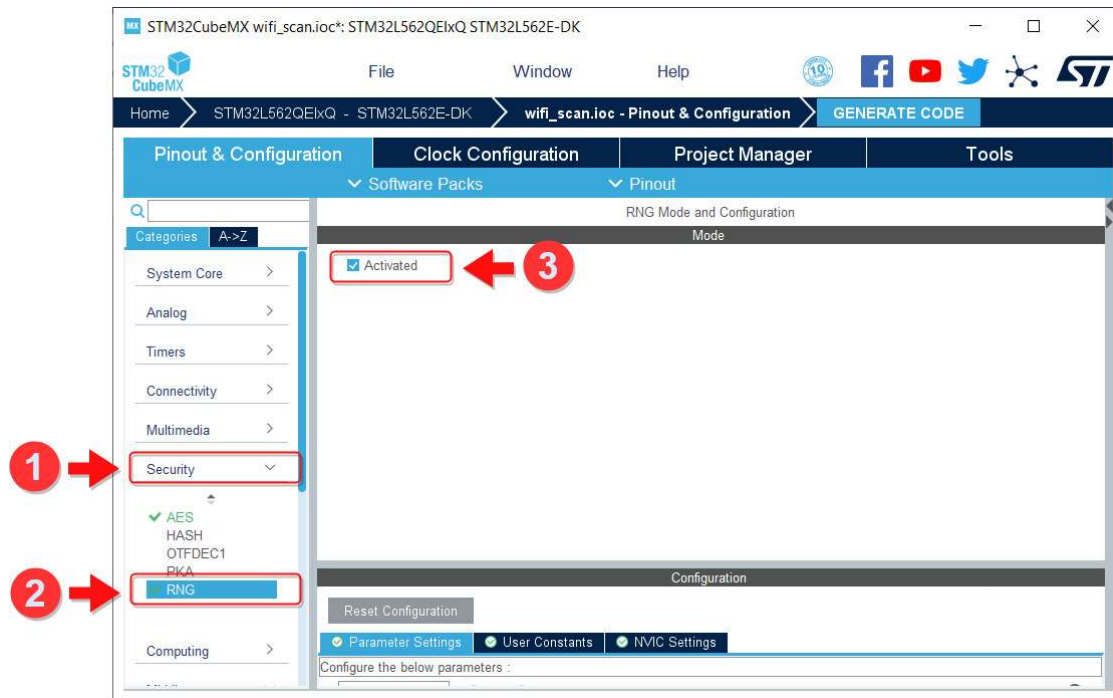 MX STM32CubeMX wifi_scan.ioc*: STM32L562QEIxQ STM32L562E-DK
STM32 CubeMX File Window Help 10 ST
Home STM32L562QEIxQ - STM32L562E-DK wifi_scan.ioc - Pinout & Configuration GENERATE CODE
Pinout & Configuration Clock Configuration Project Manager Tools
Software Packs Pinout
RNG Mode and Configuration
Categories A->Z Mode
Activated 3
System Core
Analog
Timers
Connectivity
Multimedia
1 Security
AES
HASH
OTFDEC1
PKA
2 RNG
Configuration
Reset Configuration
Parameter Settings User Constants NVIC Settings
Computing
Configure the below parameters :